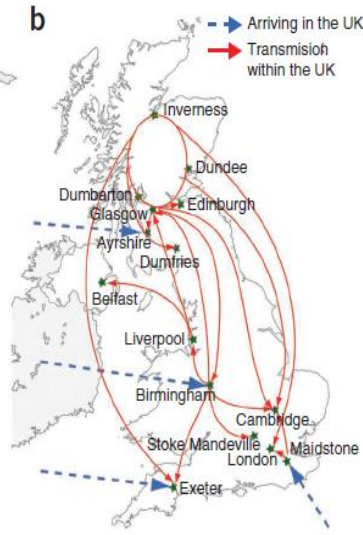 b
Arriving in the UK
Transmision
within the UK
Inverness
Dundee
Dumbarton
Edinburgh
Glasgow
Ayrshire
Dumfries
Belfast
Liverpool
Birmingham
Cambridge
Stoke Mandeville
Maidstone
London
Exeter